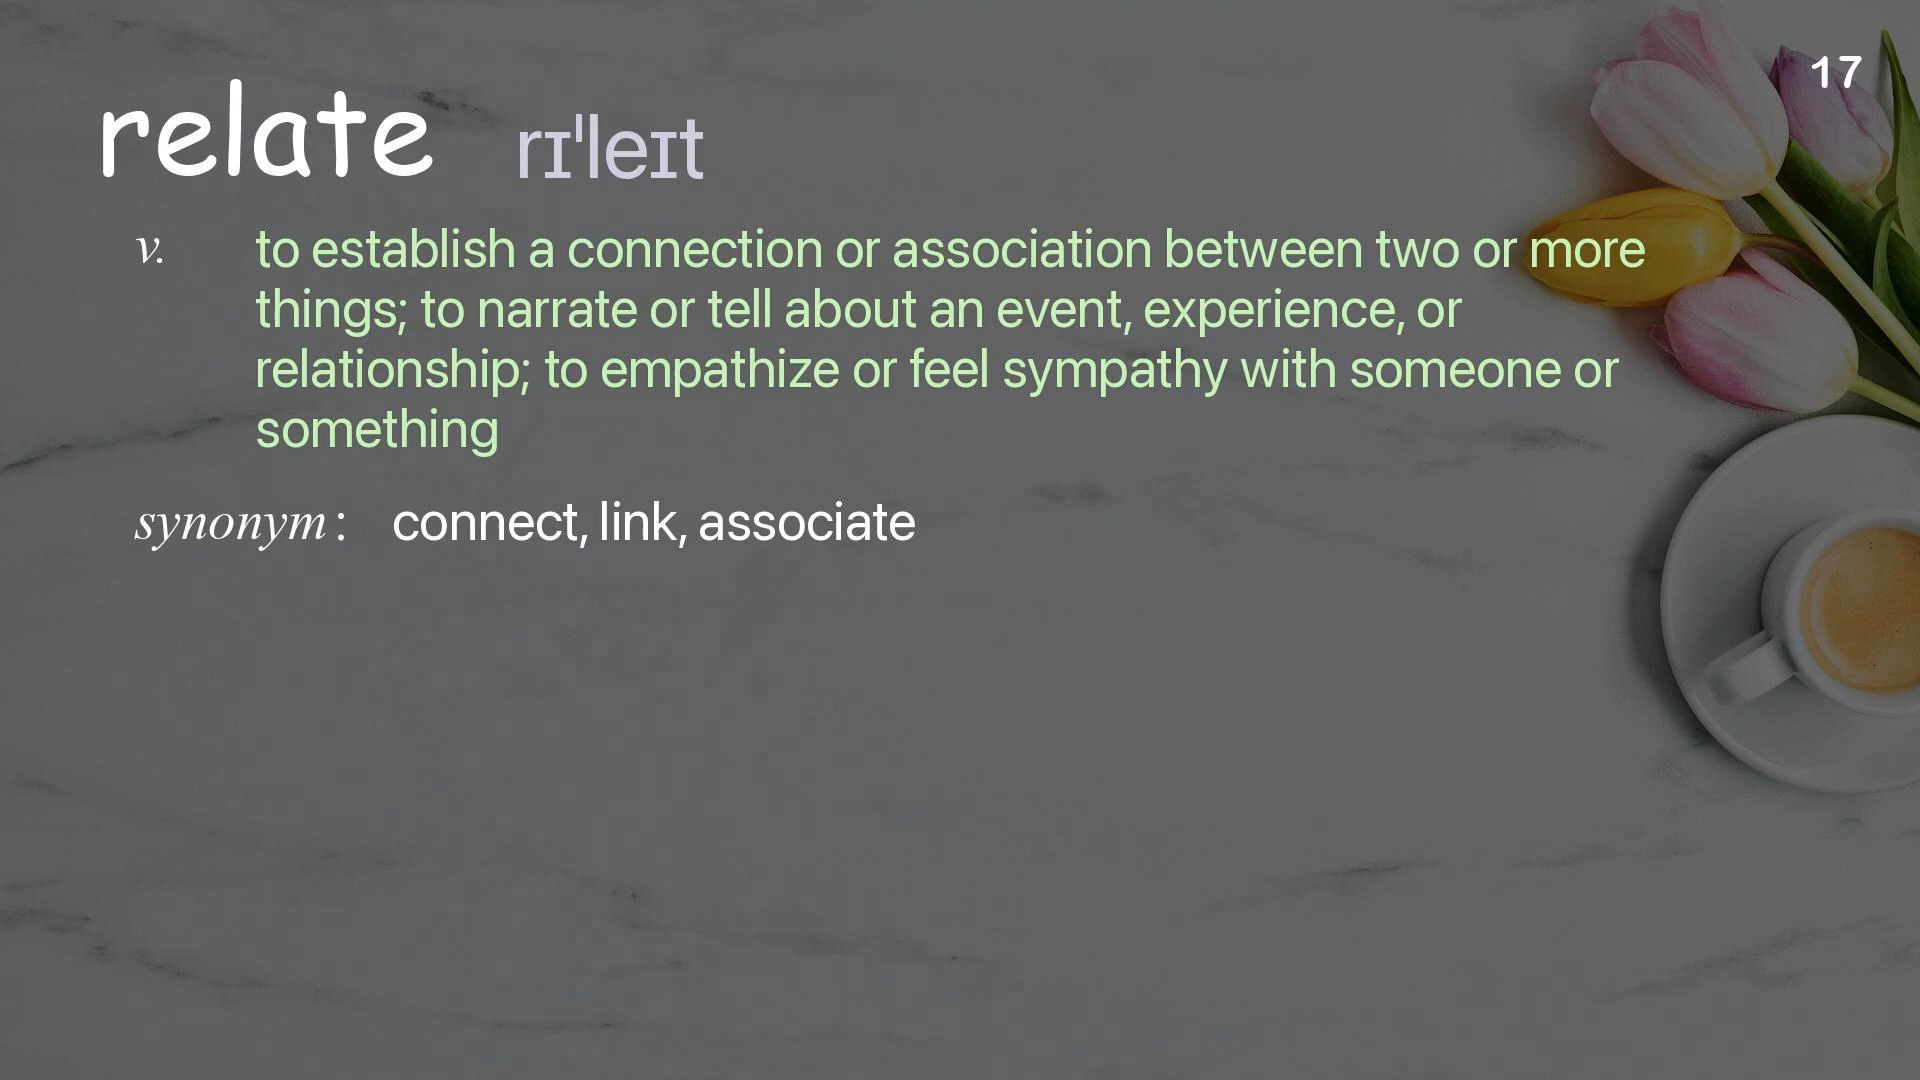 17
relate rɪˈleɪt
v. to establish a connection or association between two or more
things; to narrate or tell about an event, experience, or
relationship; to empathize or feel sympathy with someone or
something
synonym : connect, link, associate